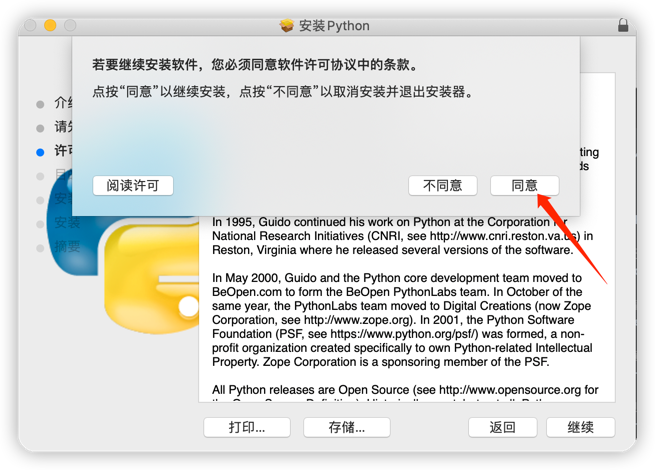 安装Python
若要继续安装软件，您必须同意软件许可协议中的条款。
点按“同意”以继续安装，点按“不同意”以取消安装并退出安装器。
阅读许可
不同意
同意
介绍
许可
安装
摘要
ting
ds
In 1995, Guido continued his work on Python at the Corporation for
National Research Initiatives (CNRI, see http://www.cnri.reston.va.us) in
Reston, Virginia where he released several versions of the software.
In May 2000, Guido and the Python core development team moved to
BeOpen.com to form the BeOpen PythonLabs team. In October of the
same year, the PythonLabs team moved to Digital Creations (now Zope
Corporation, see http://www.zope.org). In 2001, the Python Software
Foundation (PSF, see https://www.python.org/psf/) was formed, a non-
profit organization created specifically to own Python-related Intellectual
Property. Zope Corporation is a sponsoring member of the PSF.
All Python releases are Open Source (see http://www.opensource.org for
打印...
存储...
返回
继续